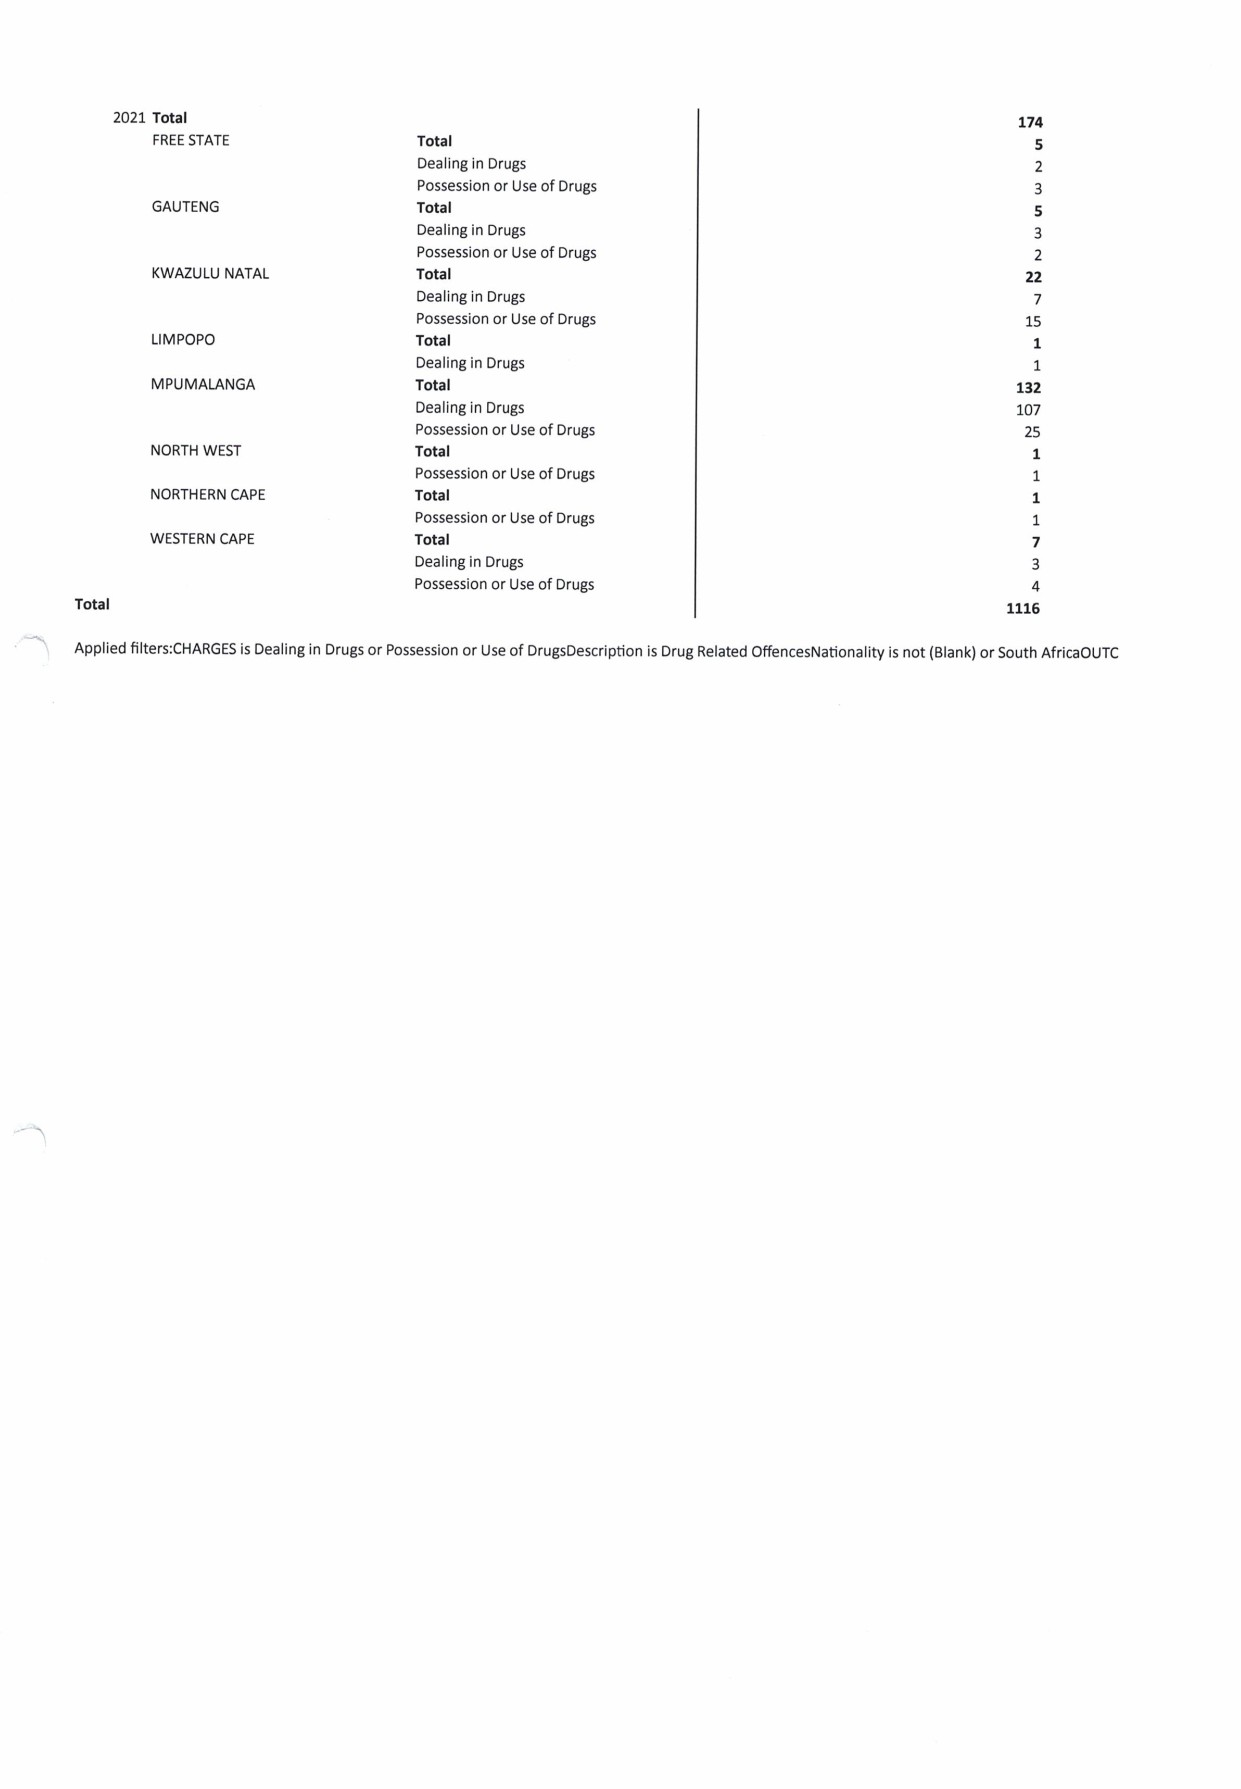 2021 Total 174
FREE STATE Total 5
Dealing in Drugs 2
Possession or Use of Drugs 3
GAUTENG Total 5
Dealing in Drugs 3
Possession or Use of Drugs 2
KWAZULU NATAL Total 22
Dealing in Drugs 7
Possession or Use of Drugs 15
LIMPOPO Total 1
Dealing in Drugs 1
MPUMALANGA Total 132
Dealing in Drugs 107
Possession or Use of Drugs 25
NORTH WEST Total 1
Possession or Use of Drugs 1
NORTHERN CAPE Total 1
Possession or Use of Drugs 1
WESTERN CAPE Total 7
Dealing in Drugs 3
Possession or Use of Drugs 4
Total 1116
Applied filters:CHARGES is Dealing in Drugs or Possession or Use of DrugsDescription is Drug Related OffencesNationality is not (Blank) or South AfricaOUTC